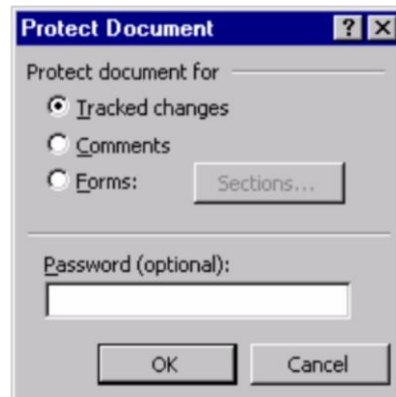 Protect Document
Protect document for
Tracked changes
Comments
Forms: Sections...
Password (optional):
OK Cancel